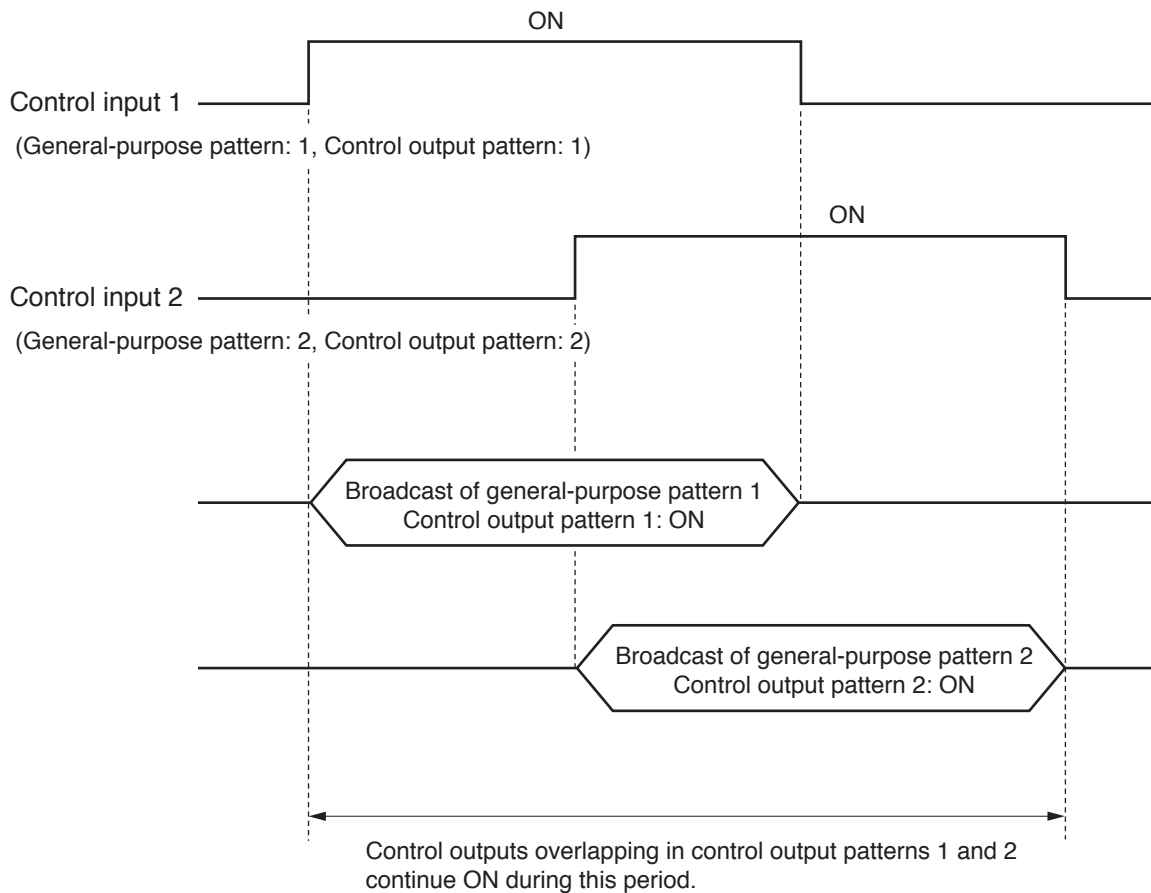 ON
Control input 1
(General-purpose pattern: 1, Control output pattern: 1)
ON
Control input 2
(General-purpose pattern: 2, Control output pattern: 2)
Broadcast of general-purpose pattern 1
Control output pattern 1: ON
Broadcast of general-purpose pattern 2
Control output pattern 2: ON
Control outputs overlapping in control output patterns 1 and 2
continue ON during this period.